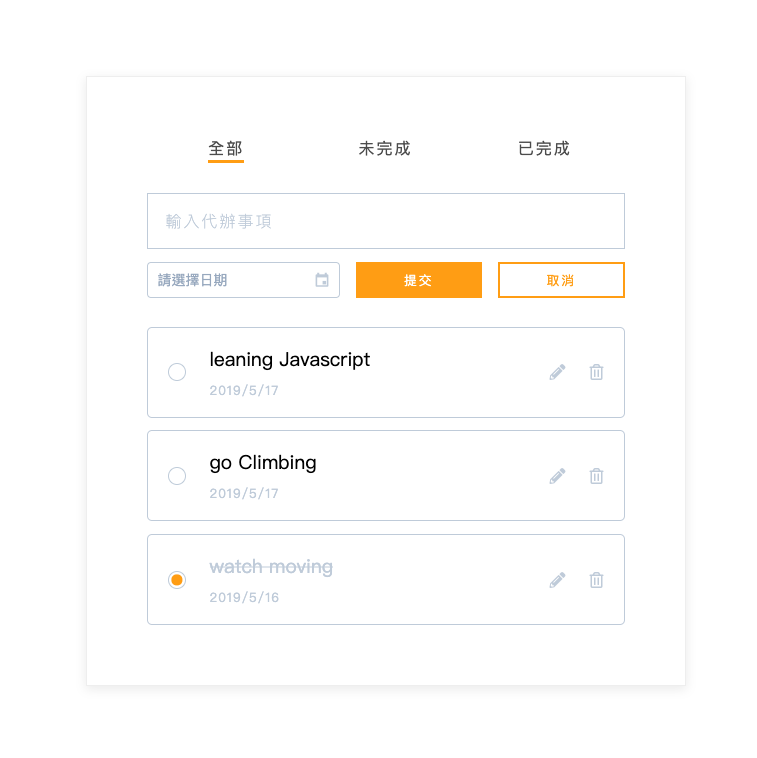 全部
未完成
已完成
輸入代辦事項
請選擇日期
提交
取消
leaning Javascript
2019/5/17
go Climbing
2019/5/17
watch moving
2019/5/16